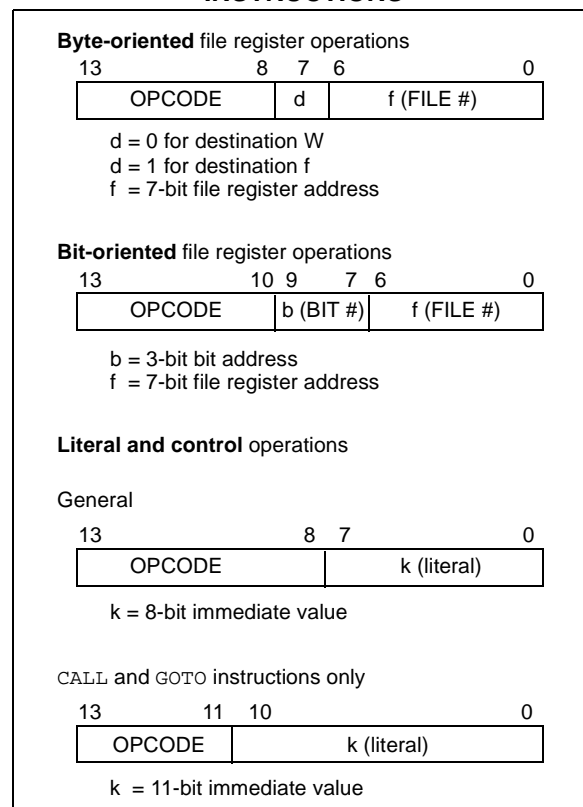 Byte-oriented file register operations
13 8 7 6 0
OPCODE d f (FILE #)
d = 0 for destination W
d = 1 for destination f
f = 7-bit file register address
Bit-oriented file register operations
13 10 9 7 6 0
OPCODE b (BIT #) f (FILE #)
b = 3-bit bit address
f = 7-bit file register address
Literal and control operations
General
13 8 7 0
OPCODE k (literal)
k = 8-bit immediate value
CALL and GOTO instructions only
13 11 10 0
OPCODE k (literal)
k = 11-bit immediate value